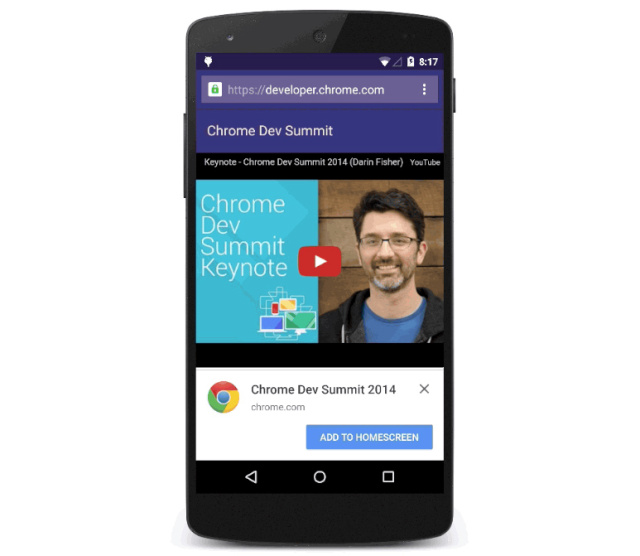 8:17
https://developer.chrome.com
Chrome Dev Summit
Keynote - Chrome Dev Summit 2014 (Darin Fisher) YouTube
Chrome
Dev
Summit
Keynote
Chrome Dev Summit 2014
chrome.com
ADD TO HOMESCREEN